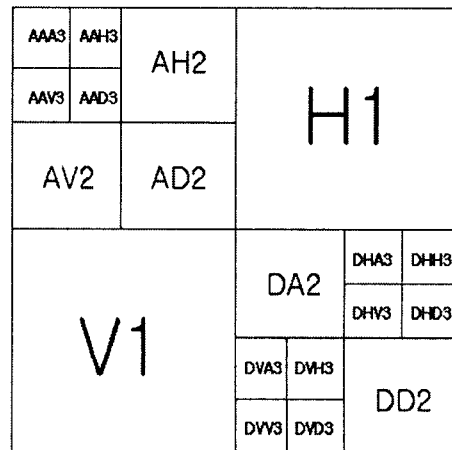 AAA3 AAH3
AH2
H1
AAV3 AAD3
AV2 AD2
DA2
DHA3 DHH3
DHV3 DHD3
V1
DVA3 DVH3
DD2
DVV3 DVD3